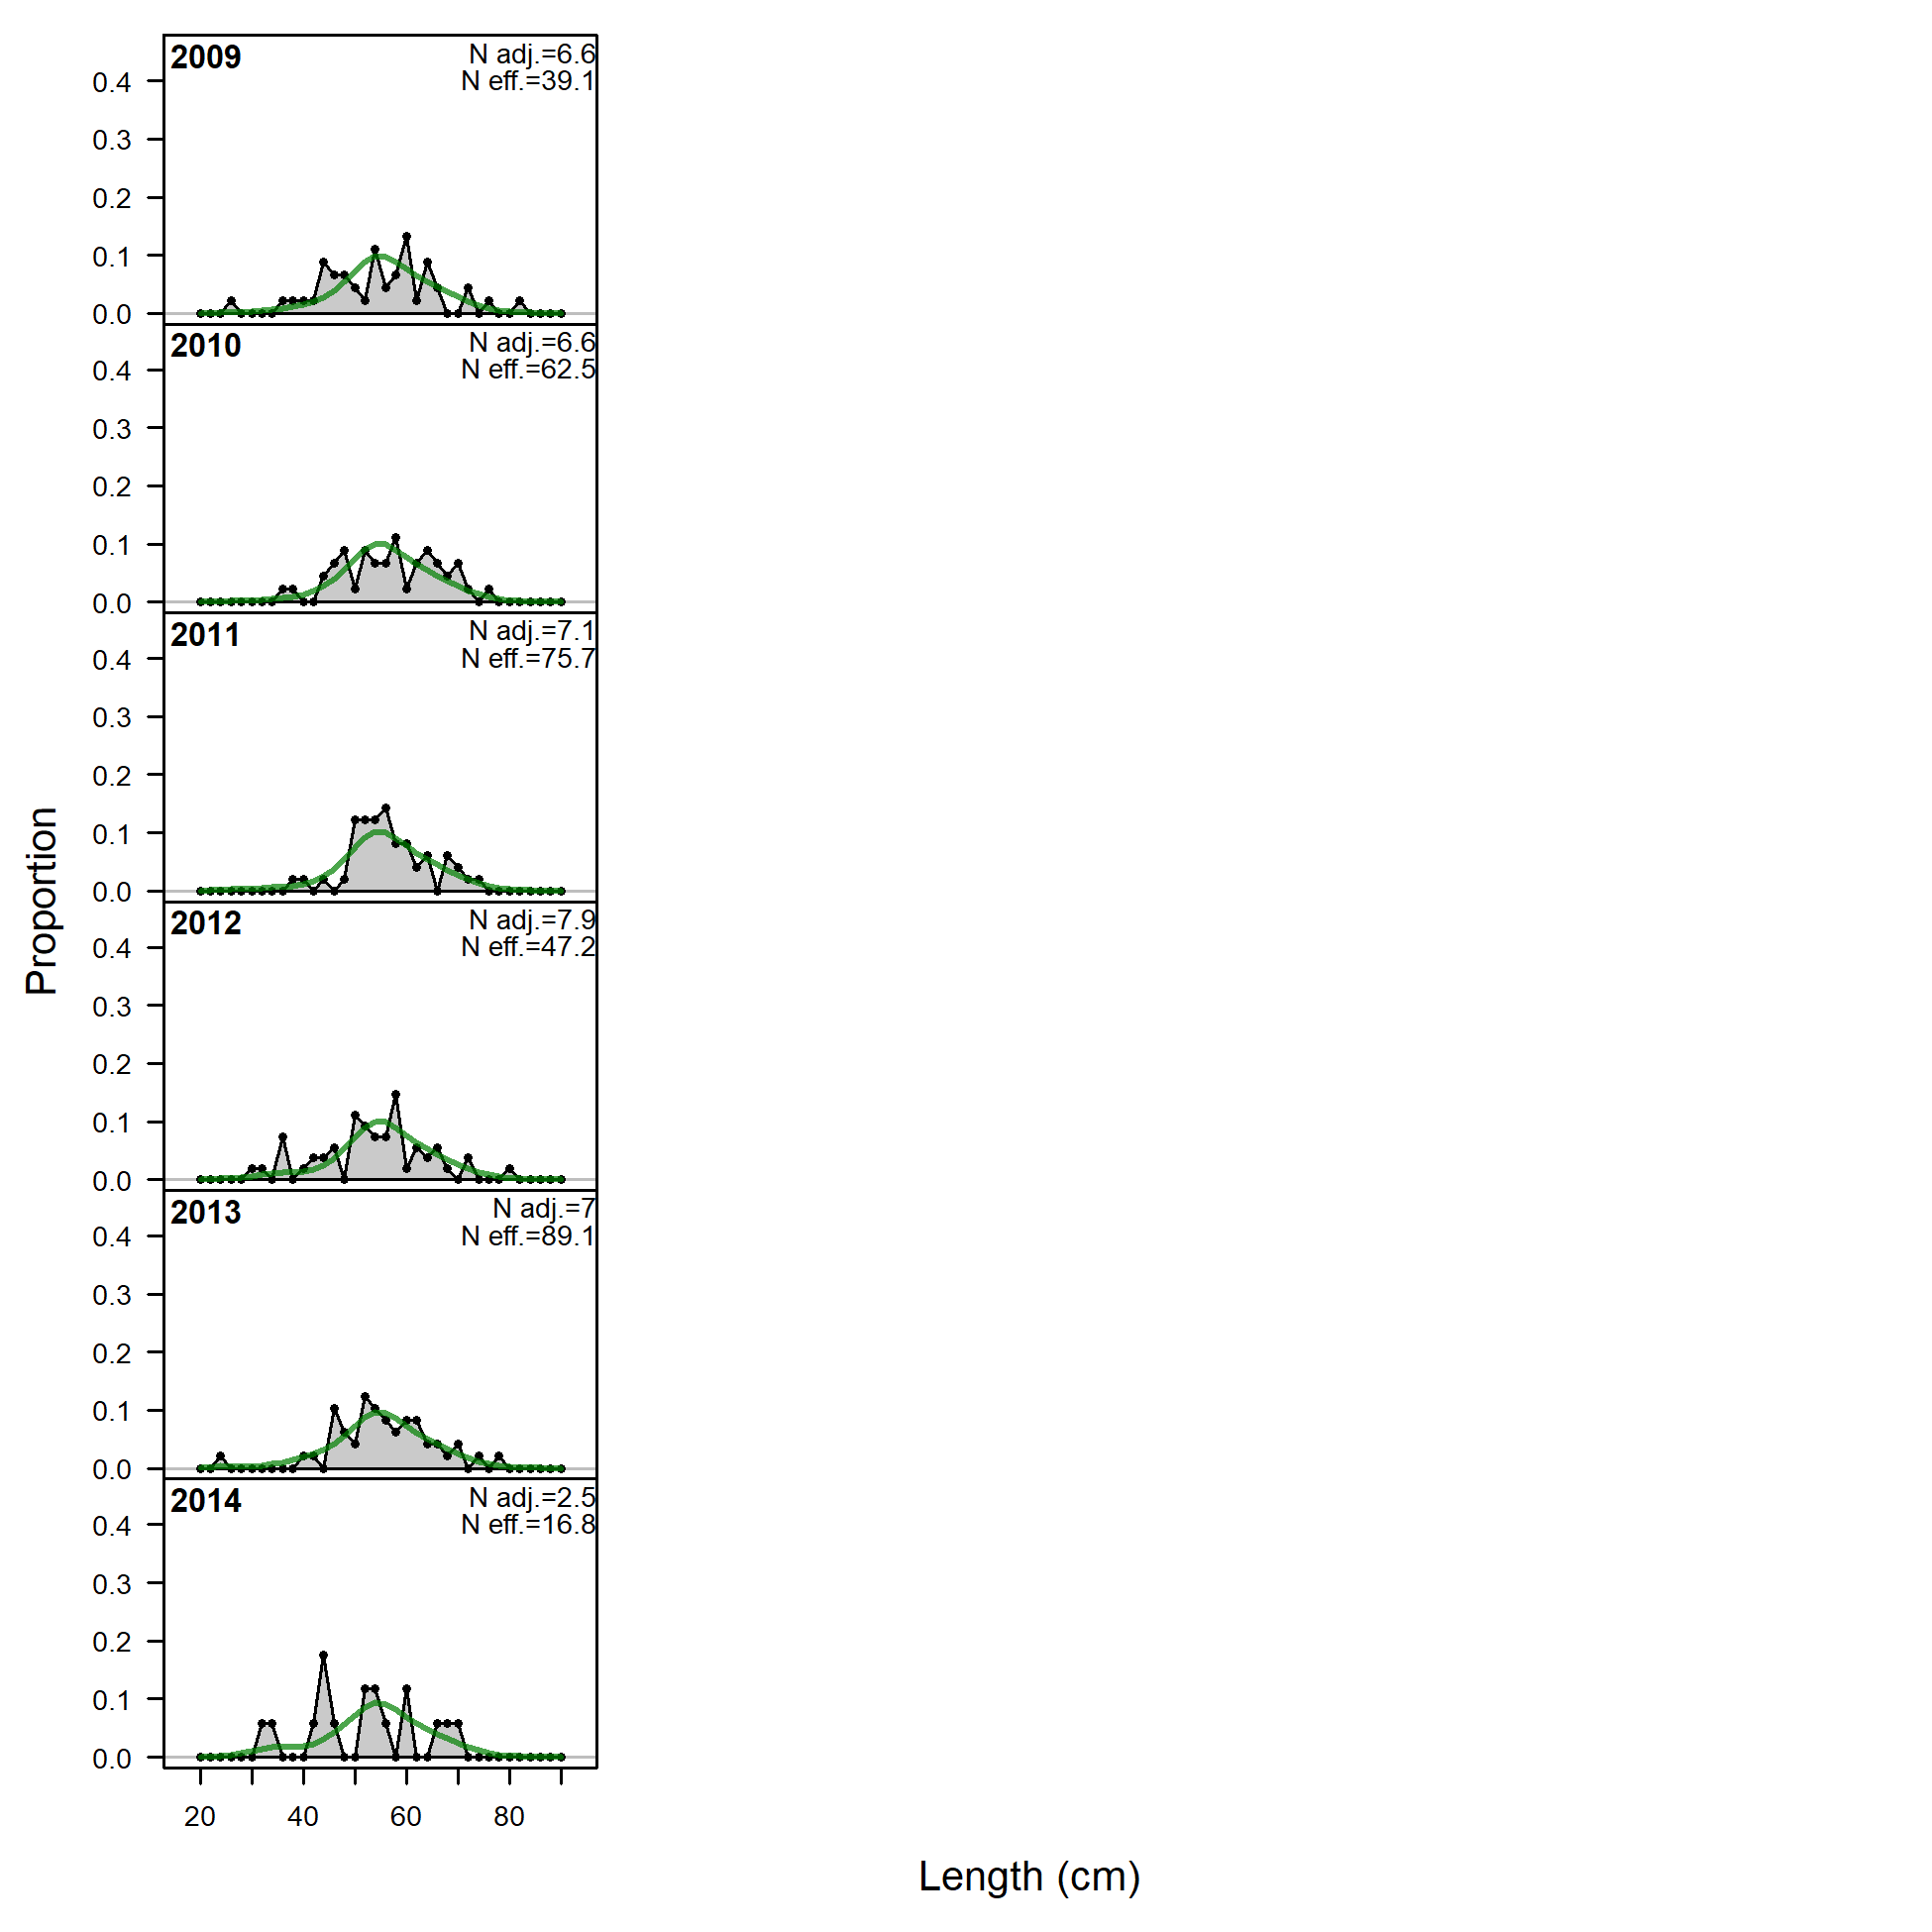 2009
N adj.=6.6
N eff.=39.1
0.4
0.3
0.2
0.1
0.0
2010
N adj.=6.6
N eff.=62.5
0.4
0.3
0.2
0.1
0.0
2011
N adj.=7.1
N eff.=75.7
0.4
0.3
0.2
0.1
0.0
2012
N adj.=7.9
N eff.=47.2
0.4
0.3
0.2
0.1
0.0
2013
N adj.=7
N eff.=89.1
0.4
0.3
0.2
0.1
0.0
2014
N adj.=2.5
N eff.=16.8
0.4
0.3
0.2
0.1
0.0
20 40 60 80
Proportion
Length (cm)